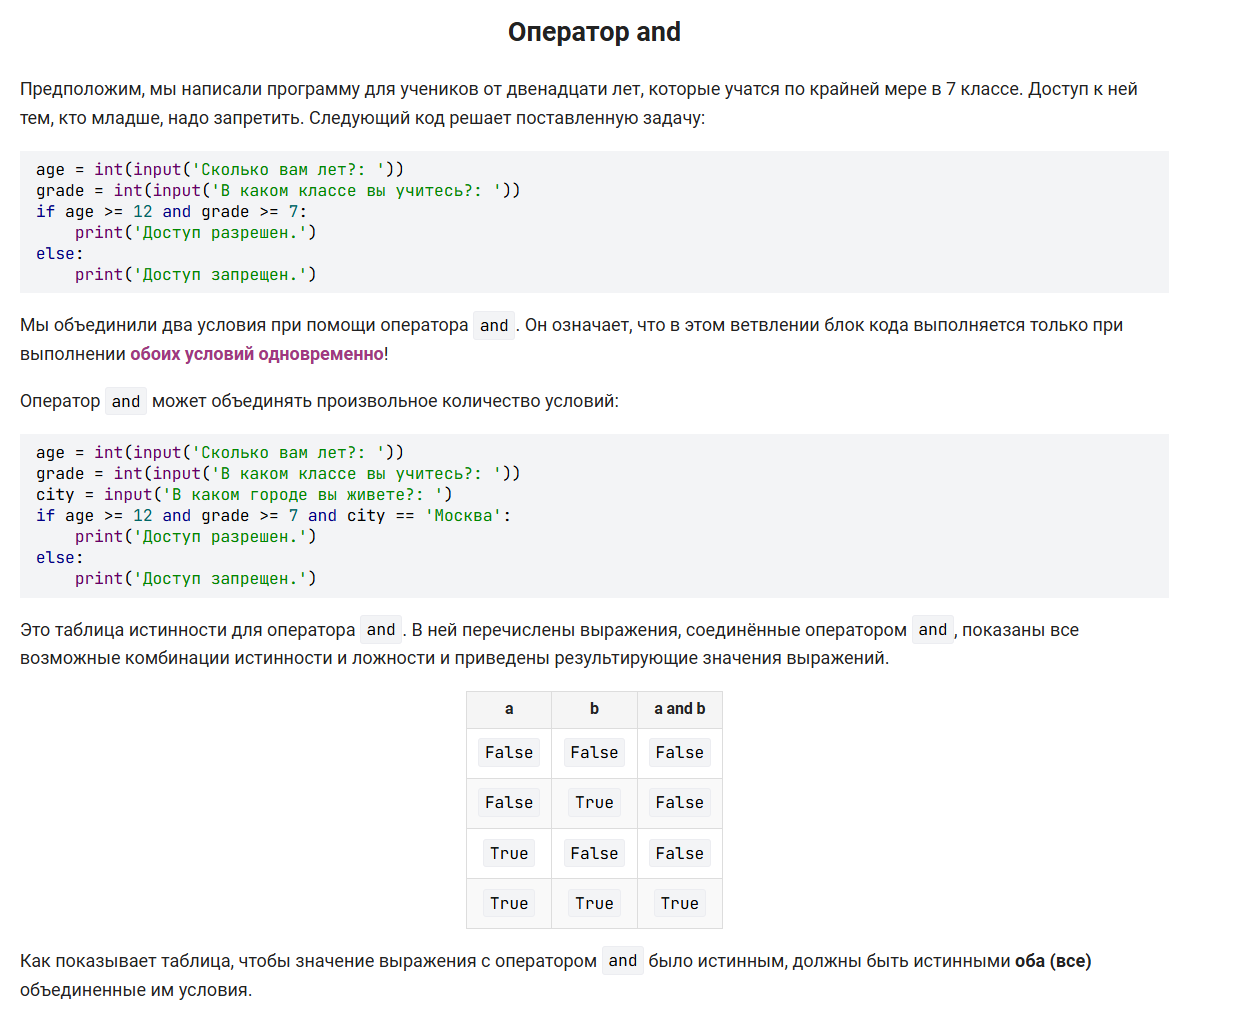 Оператор and
Предположим, мы написали программу для учеников от двенадцати лет, которые учатся по крайней мере в 7 классе. Доступ к ней
тем, кто младше, надо запретить. Следующий код решает поставленную задачу:
age = int(input('Сколько вам лет?: '))
grade = int(input('В каком классе вы учитесь?: '))
if age >= 12 and grade >= 7:
    print('Доступ разрешен.')
else:
    print('Доступ запрещен.')
Мы объединили два условия при помощи оператора and. Он означает, что в этом ветвлении блок кода выполняется только при
выполнении обоих условий одновременно!
Оператор and может объединять произвольное количество условий:
age = int(input('Сколько вам лет?: '))
grade = int(input('В каком классе вы учитесь?: '))
city = input('В каком городе вы живете?: ')
if age >= 12 and grade >= 7 and city == 'Москва':
    print('Доступ разрешен.')
else:
    print('Доступ запрещен.')
Это таблица истинности для оператора and. В ней перечислены выражения, соединённые оператором and, показаны все
возможные комбинации истинности и ложности и приведены результирующие значения выражений.
a b a and b
False False False
False True False
True False False
True True True
Как показывает таблица, чтобы значение выражения с оператором and было истинным, должны быть истинными оба (все)
объединенные им условия.